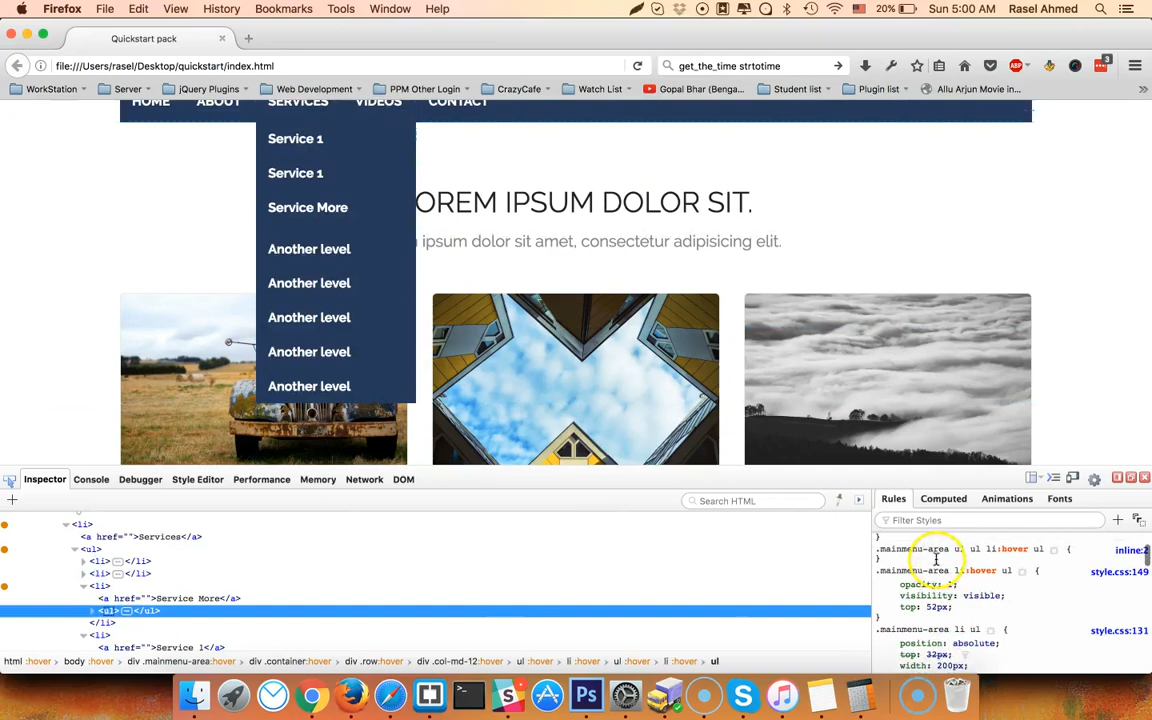 Firefox File Edit View History Bookmarks Tools Window Help 20% Sun 5:00 AM Rasel Ahmed
Quickstart pack
file:///Users/rasel/Desktop/quickstart/index.html get_the_time strtotime 3
WorkStation Server jQuery Plugins Web Development PPM Other Login CrazyCafe Watch List Gopal Bhar (Benga... Student list Plugin list Allu Arjun Movie in...
HOME ABOUT SERVICES VIDEOS CONTACT
Service 1
Service 1
Service More
OREM IPSUM DOLOR SIT.
ipsum dolor sit amet, consectetur adipisicing elit.
Another level
Another level
Another level
Another level
Another level
Inspector Console Debugger Style Editor Performance Memory Network DOM
Search HTML
<li>
<a href="">Services</a>
<ul>
<li></li>
<li></li>
<li>
<a href="">Service More</a>
<ul></ul>
</li>
<li>
<a href="">Service 1</a>
html :hover body :hover div .mainmenu-area:hover div .container:hover div .row:hover div .col-md-12:hover ul :hover li :hover ul :hover li :hover ul
Rules Computed Animations Fonts
Filter Styles
}
.mainmenu-area ul ul li:hover ul { inline:2
}
.mainmenu-area li:hover ul { style.css:149
opacity: 1;
visibility: visible;
top: 52px;
}
.mainmenu-area li ul { style.css:131
position: absolute;
top: 32px;
width: 200px;
Ps